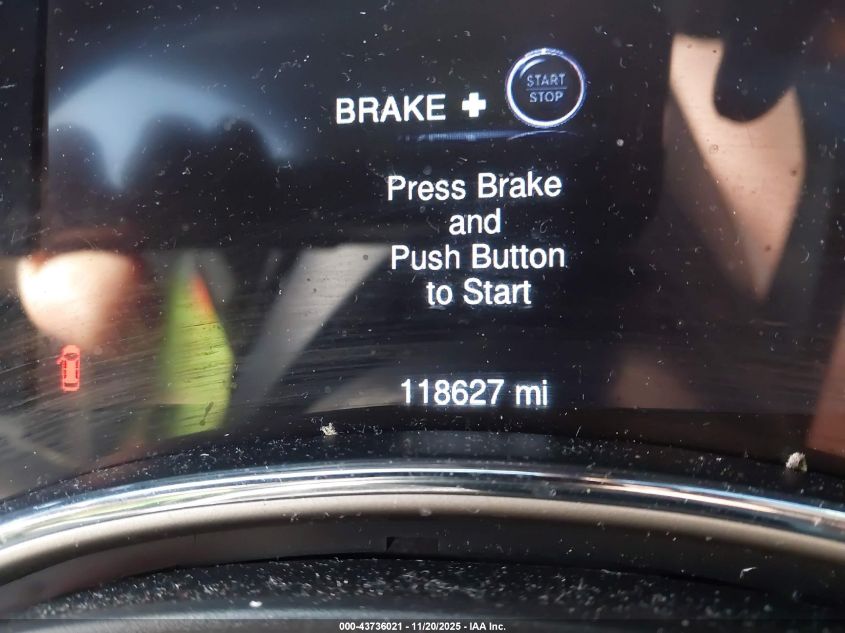 BRAKE + START STOP
Press Brake
and
Push Button
to Start
118627 mi
000-43736021 - 11/20/2025 - IAA Inc.